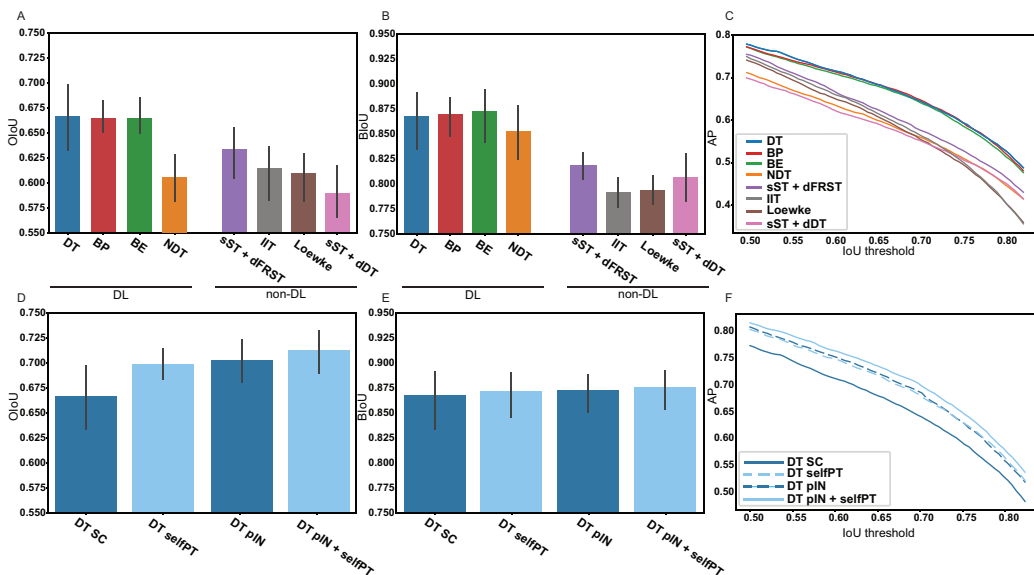 A
0.750
0.725
0.700
0.675
0.650
0.625
0.600
0.575
0.550
OIoU
DT
BP
BE
NDT
sST + dFRST
IIT
Loewke
sST + dDT
DL
non-DL
B
0.950
0.925
0.900
0.875
0.850
0.825
0.800
0.775
0.750
BIoU
DT
BP
BE
NDT
sST + dFRST
IIT
Loewke
sST + dDT
DL
non-DL
C
0.8
0.7
0.6
0.5
0.4
AP
DT
BP
BE
NDT
sST + dFRST
IIT
Loewke
sST + dDT
0.50 0.55 0.60 0.65 0.70 0.75 0.80
IoU threshold
D
0.750
0.725
0.700
0.675
0.650
0.625
0.600
0.575
0.550
OIoU
DT SC
DT selfPT
DT pIN
DT pIN + selfPT
E
0.950
0.925
0.900
0.875
0.850
0.825
0.800
0.775
0.750
BIoU
DT SC
DT selfPT
DT pIN
DT pIN + selfPT
F
0.80
0.75
0.70
0.65
0.60
0.55
0.50
AP
DT SC
DT selfPT
DT pIN
DT pIN + selfPT
0.50 0.55 0.60 0.65 0.70 0.75 0.80
IoU threshold